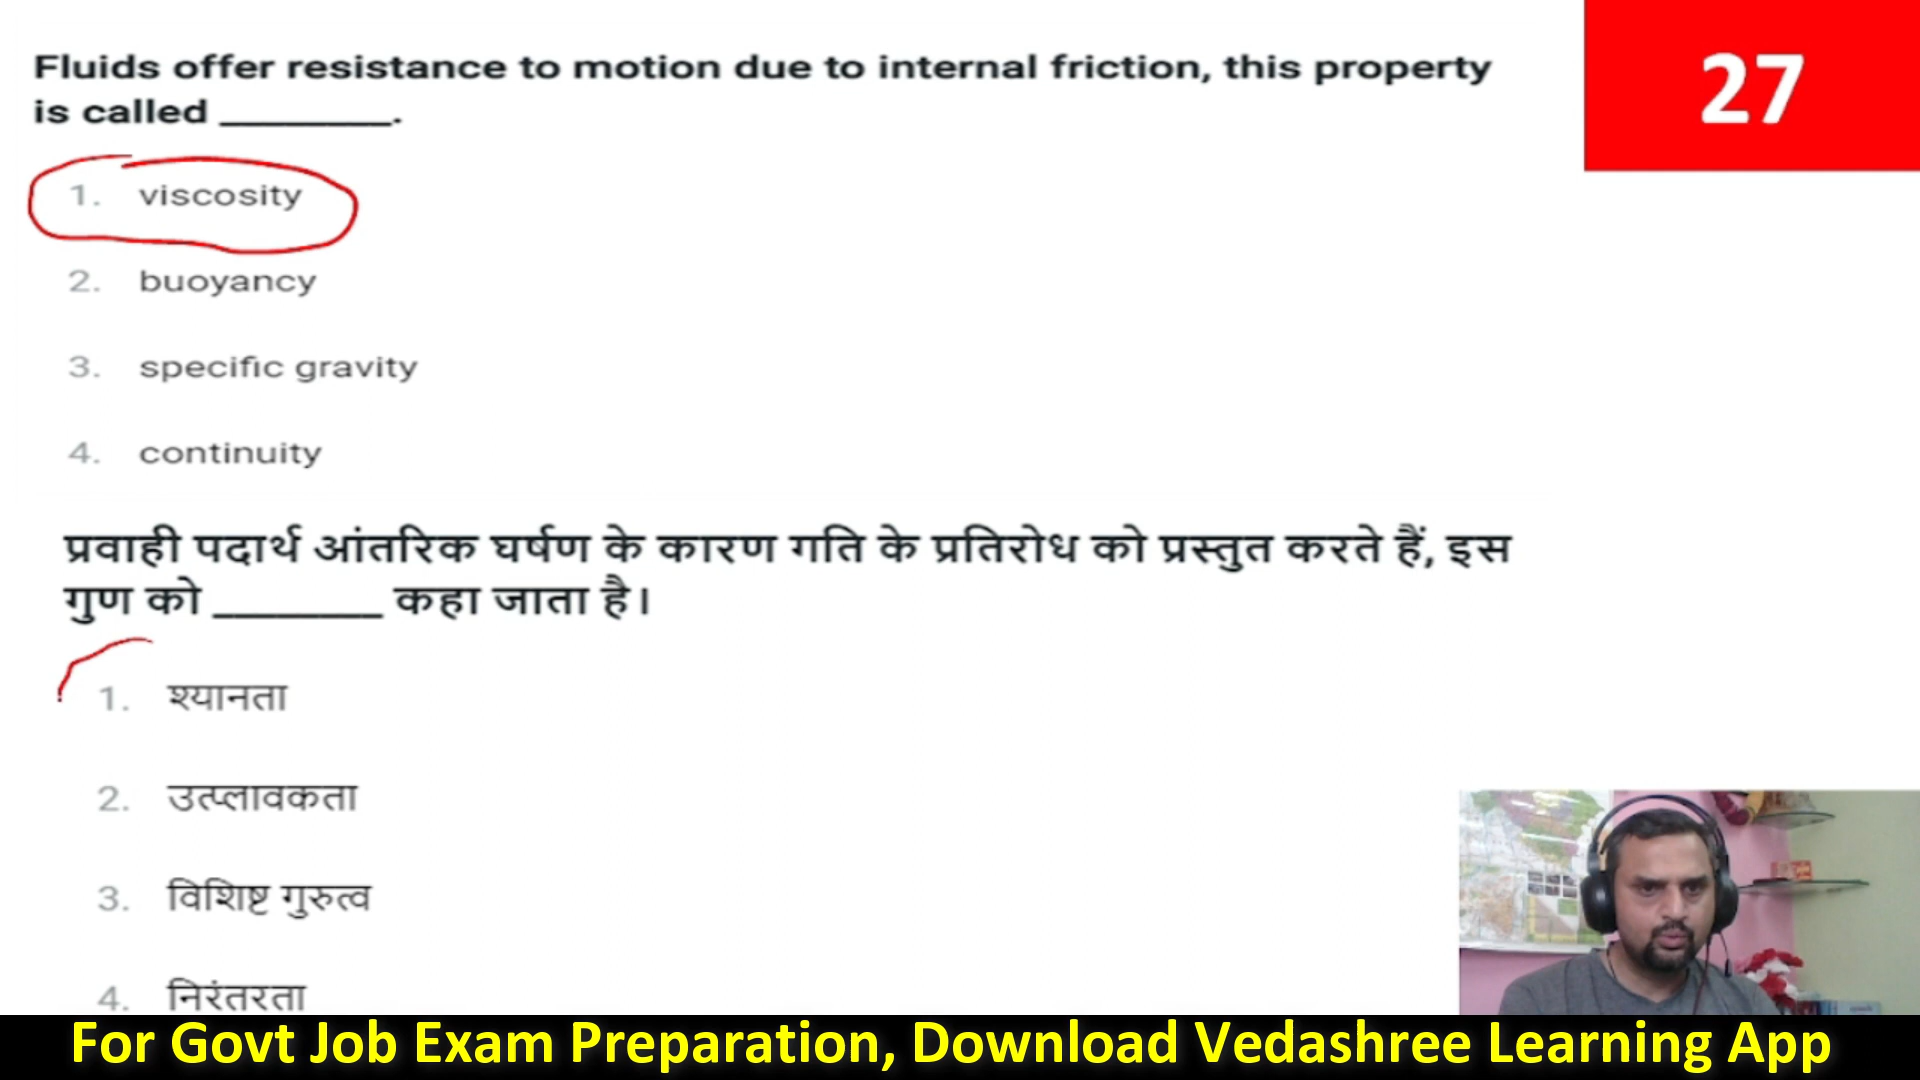 Fluids offer resistance to motion due to internal friction, this property
is called ________.
27
1. viscosity
2. buoyancy
3. specific gravity
4. continuity
प्रवाही पदार्थ आंतरिक घर्षण के कारण गति के प्रतिरोध को प्रस्तुत करते हैं, इस
गुण को ________ कहा जाता है।
1. श्यानता
2. उत्प्लावकता
3. विशिष्ट गुरुत्व
4. निरंतरता
For Govt Job Exam Preparation, Download Vedashree Learning App